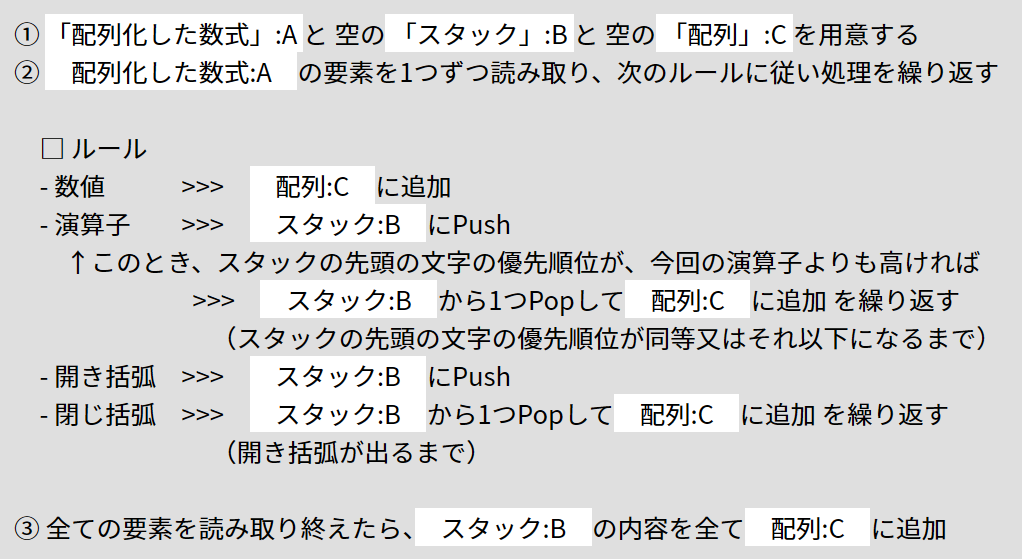 ① 「配列化した数式」:A と 空の 「スタック」:B と 空の 「配列」:C を用意する
② 配列化した数式:A の要素を1つずつ読み取り、次のルールに従い処理を繰り返す
□ ルール
- 数値 >>> 配列:C に追加
- 演算子 >>> スタック:B にPush
↑このとき、スタックの先頭の文字の優先順位が、今回の演算子よりも高ければ
>>> スタック:B から1つPopして 配列:C に追加 を繰り返す
（スタックの先頭の文字の優先順位が同等又はそれ以下になるまで）
- 開き括弧 >>> スタック:B にPush
- 閉じ括弧 >>> スタック:B から1つPopして 配列:C に追加 を繰り返す
（開き括弧が出るまで）
③ 全ての要素を読み取り終えたら、 スタック:B の内容を全て 配列:C に追加